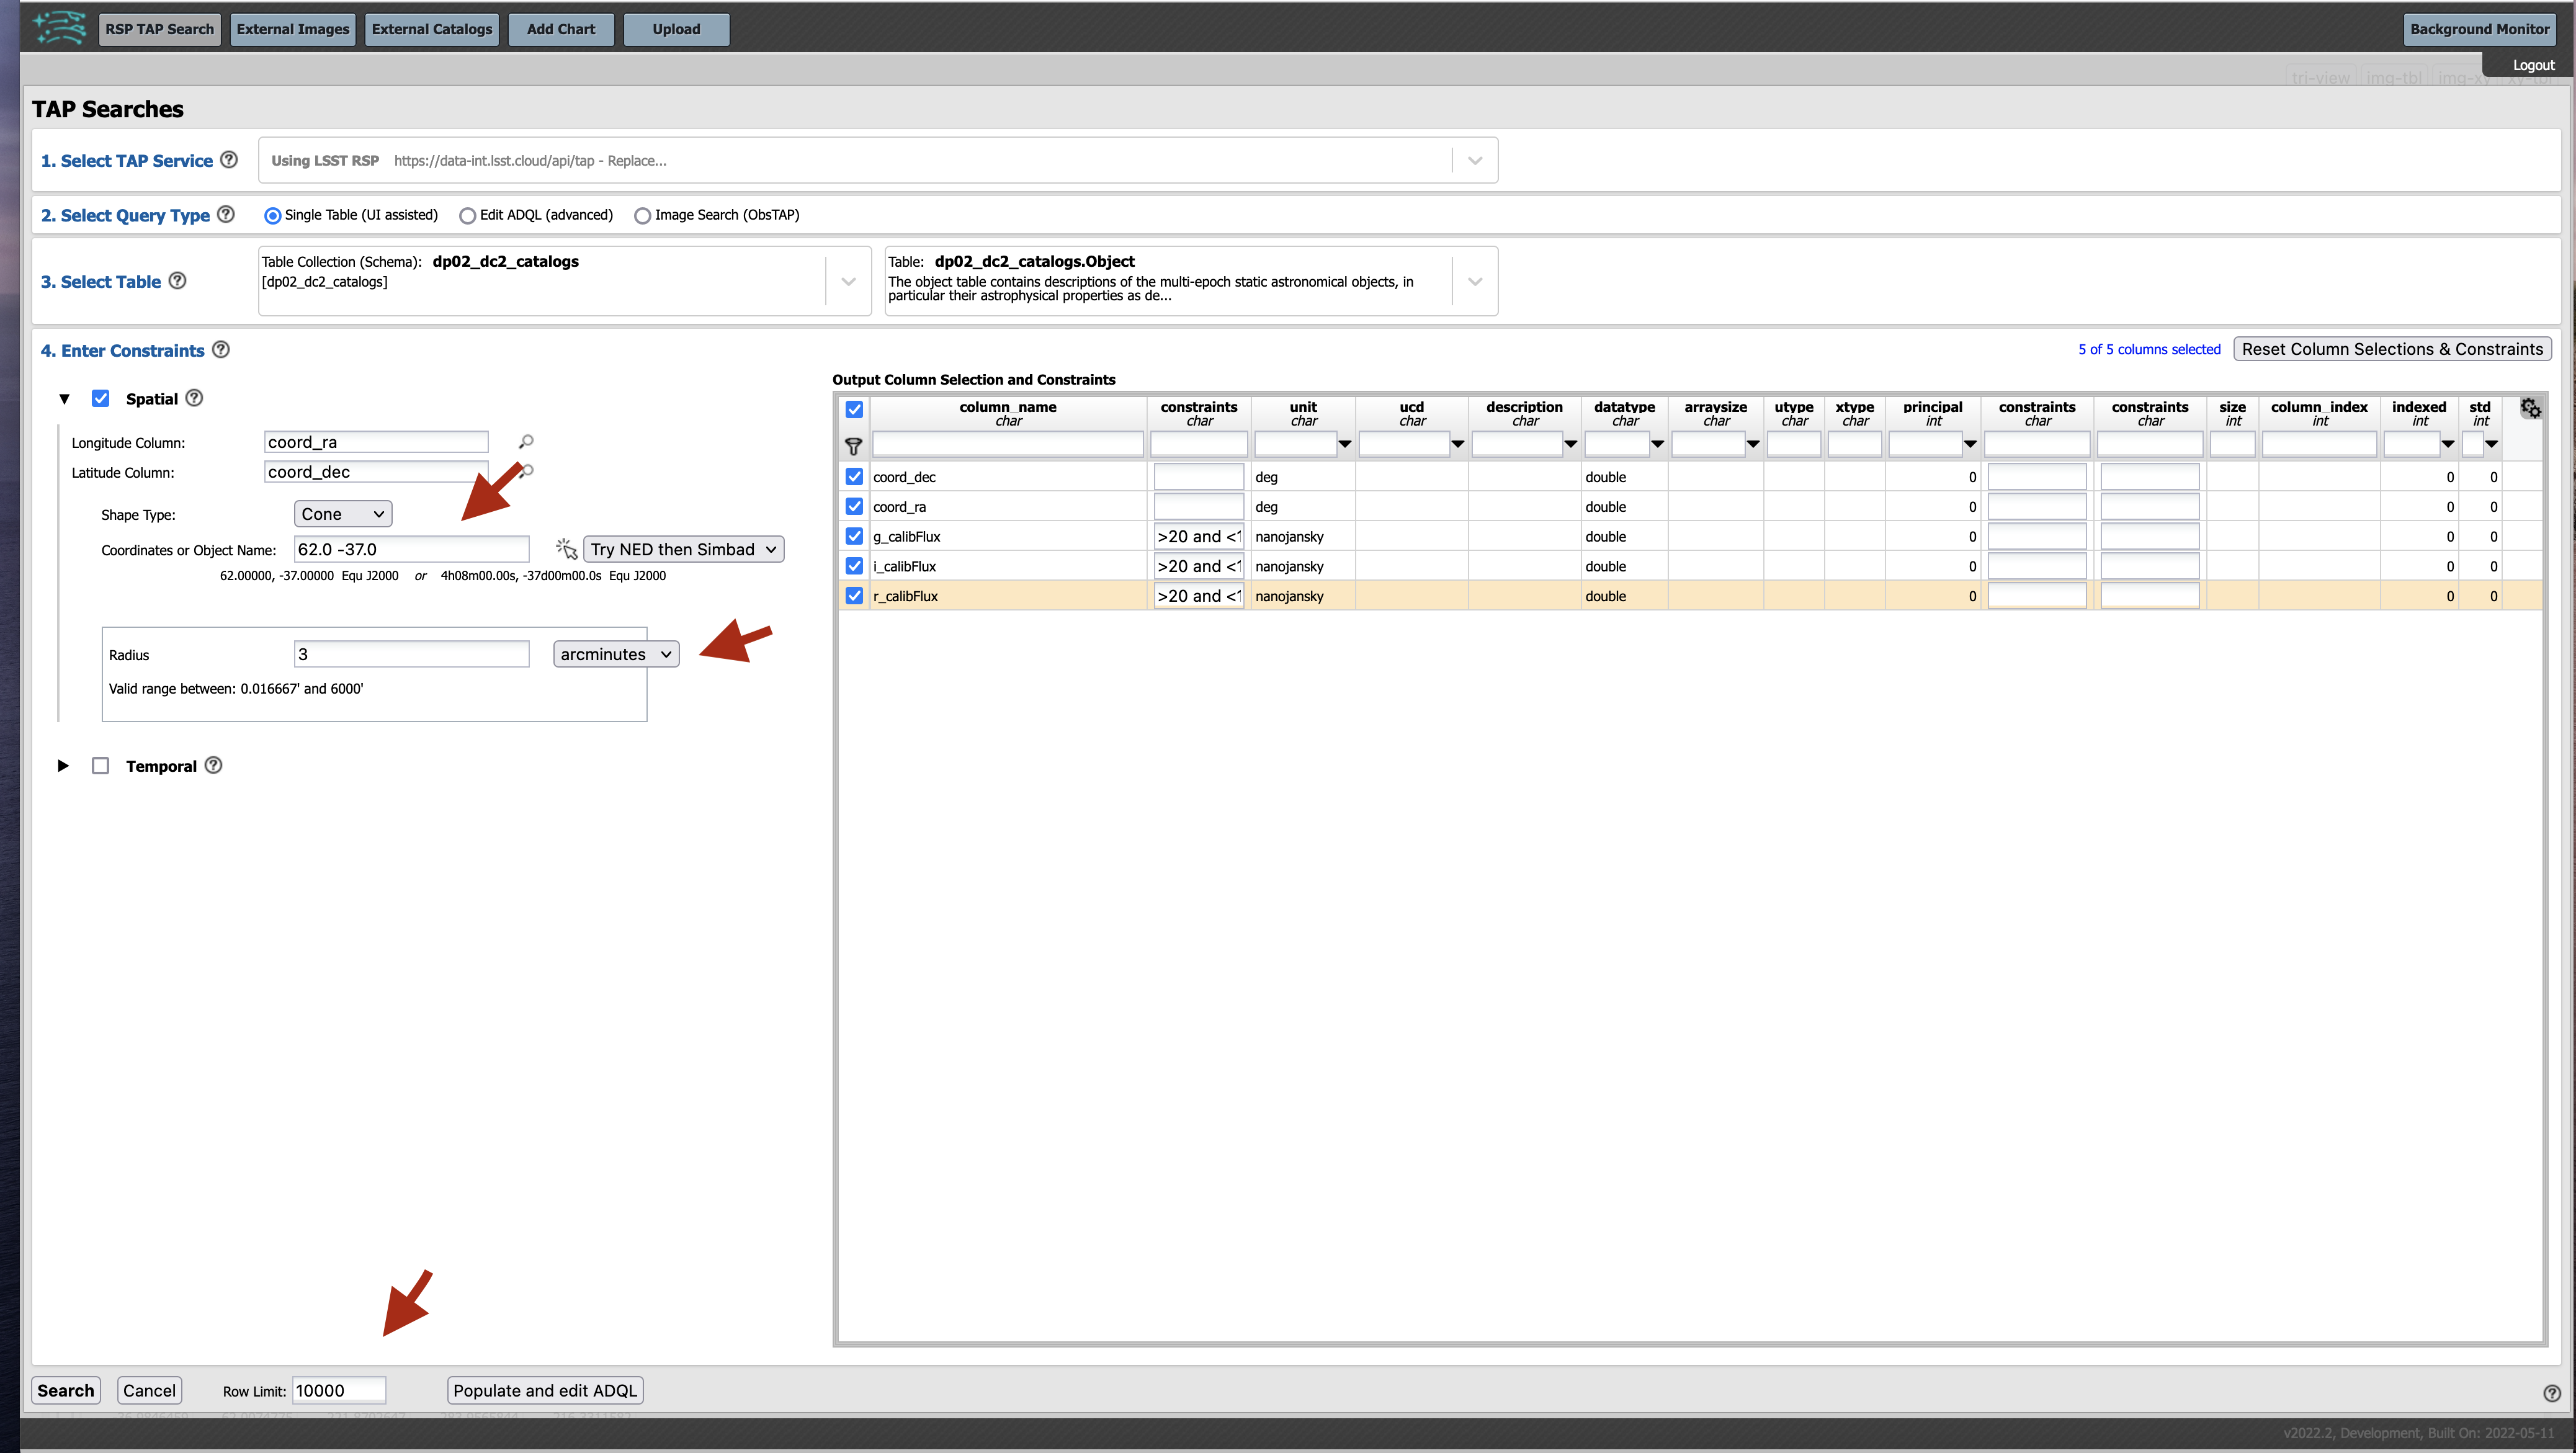 RSP TAP Search External Images External Catalogs Add Chart Upload Background Monitor
Logout
tri-view img-tbl img-xy xy-tbl
TAP Searches
1. Select TAP Service Using LSST RSP https://data-int.lsst.cloud/api/tap - Replace...
2. Select Query Type Single Table (UI assisted) Edit ADQL (advanced) Image Search (ObsTAP)
3. Select Table
Table Collection (Schema): dp02_dc2_catalogs
[dp02_dc2_catalogs]
Table: dp02_dc2_catalogs.Object
The object table contains descriptions of the multi-epoch static astronomical objects, in
particular their astrophysical properties as de...
4. Enter Constraints
5 of 5 columns selected Reset Column Selections & Constraints
Spatial
Longitude Column: coord_ra
Latitude Column: coord_dec
Shape Type: Cone
Coordinates or Object Name: 62.0 -37.0 Try NED then Simbad
62.00000, -37.00000 Equ J2000 or 4h08m00.00s, -37d00m00.0s Equ J2000
Radius 3 arcminutes
Valid range between: 0.016667' and 6000'
Temporal
Output Column Selection and Constraints
column_name constraints unit ucd description datatype arraysize utype xtype principal constraints constraints size column_index indexed std
char char char char char char char char char int char char int int int int
coord_dec deg double 0 0 0
coord_ra deg double 0 0 0
g_calibFlux >20 and <1 nanojansky double 0 0 0
i_calibFlux >20 and <1 nanojansky double 0 0 0
r_calibFlux >20 and <1 nanojansky double 0 0 0
Search Cancel Row Limit: 10000 Populate and edit ADQL
v2022.2, Development, Built On: 2022-05-11